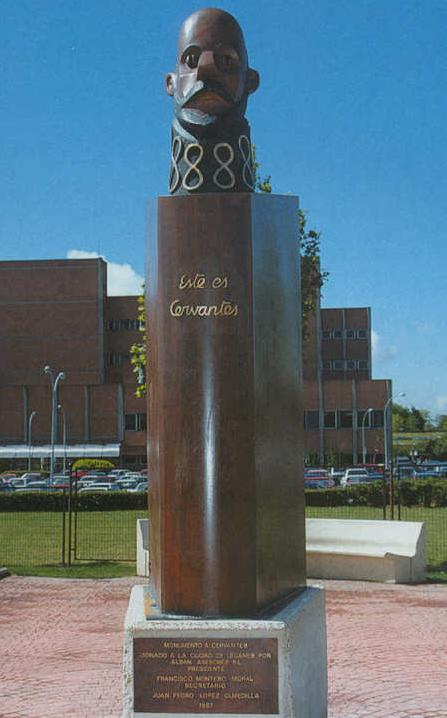 Este es
Cervantes
MONUMENTO A CERVANTES
DONADO A LA CIUDAD DE LEGANES POR
ALBAN ASESORES S.L.
PRESIDENTE
FRANCISCO MONTERO MORAL
SECRETARIO
JUAN PEDRO LOPEZ
1997